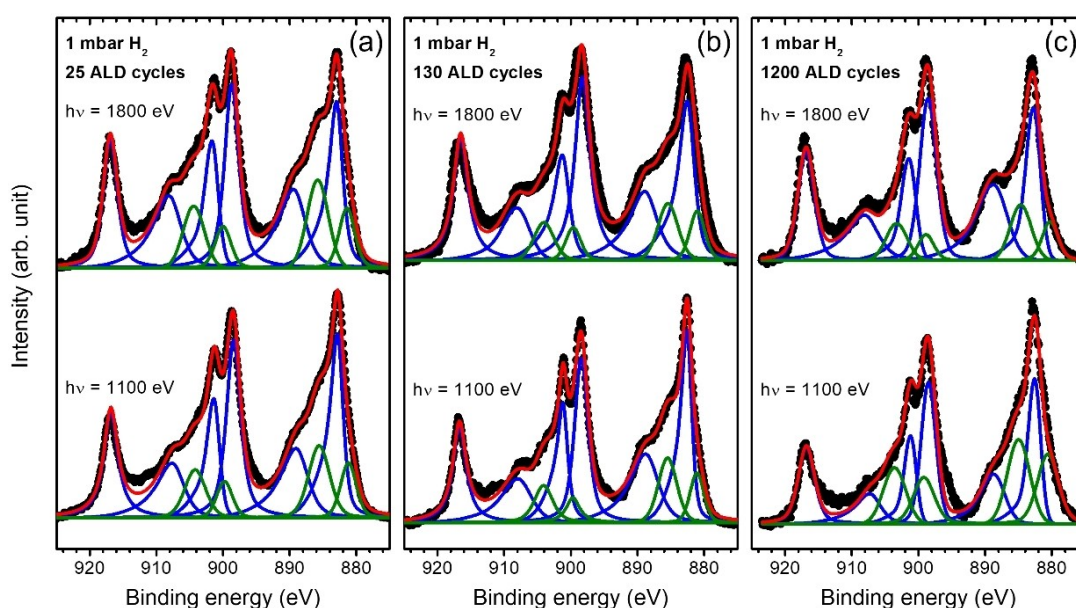 Intensity (arb. unit)
(a)
1 mbar H₂
25 ALD cycles
hν = 1800 eV
hν = 1100 eV
920 910 900 890 880
Binding energy (eV)
(b)
1 mbar H₂
130 ALD cycles
hν = 1800 eV
hν = 1100 eV
920 910 900 890 880
Binding energy (eV)
(c)
1 mbar H₂
1200 ALD cycles
hν = 1800 eV
hν = 1100 eV
920 910 900 890 880
Binding energy (eV)